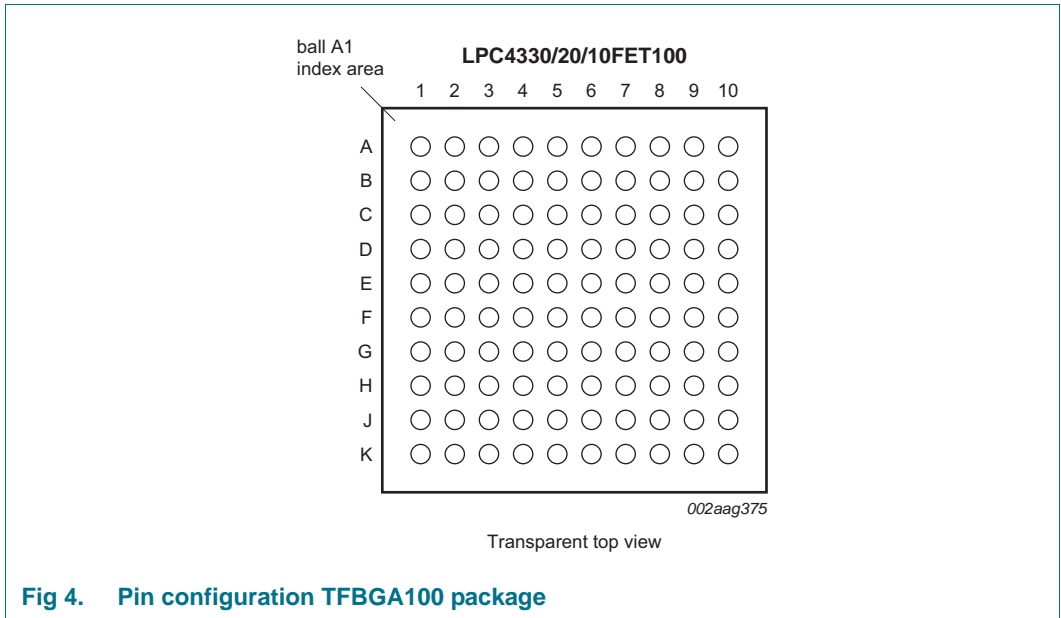 ball A1
index area
LPC4330/20/10FET100
1 2 3 4 5 6 7 8 9 10
A
B
C
D
E
F
G
H
J
K
002aag375
Transparent top view
Fig 4. Pin configuration TFBGA100 package